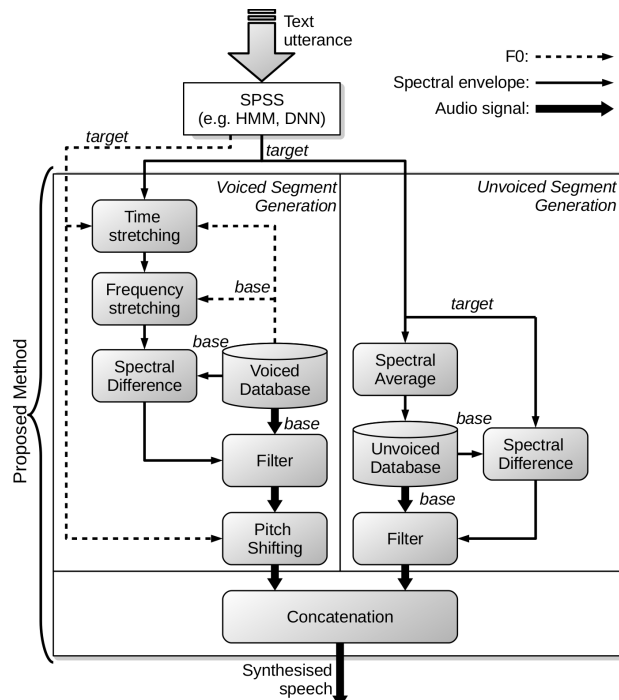 Text
utterance
F0:
Spectral envelope:
Audio signal:
SPSS
(e.g. HMM, DNN)
target
target
Voiced Segment
Generation
Unvoiced Segment
Generation
Time
stretching
Frequency
stretching
base
target
base
Spectral
Difference
Voiced
Database
Spectral
Average
base
base
Filter
Unvoiced
Database
Spectral
Difference
base
Pitch
Shifting
Filter
Concatenation
Proposed Method
Synthesised
speech